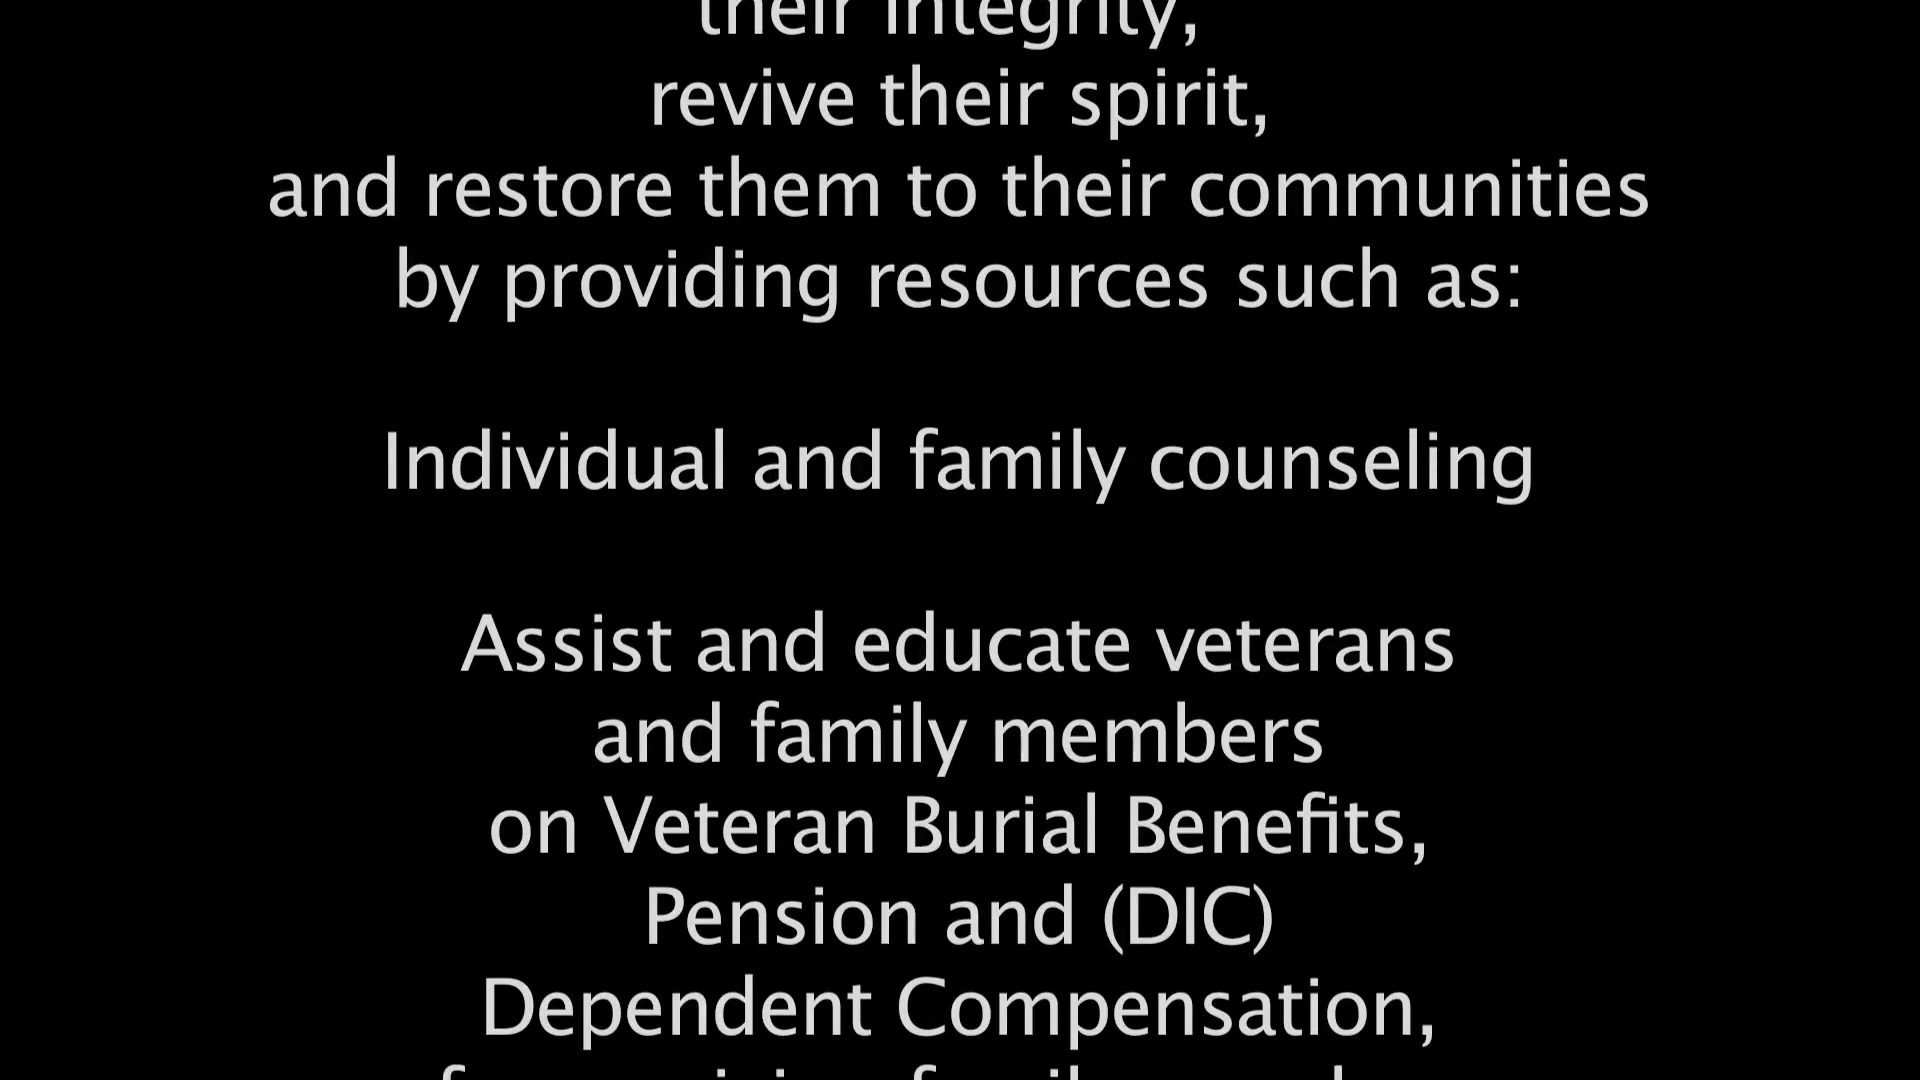 their integrity,
revive their spirit,
and restore them to their communities
by providing resources such as:
Individual and family counseling
Assist and educate veterans
and family members
on Veteran Burial Benefits,
Pension and (DIC)
Dependent Compensation,